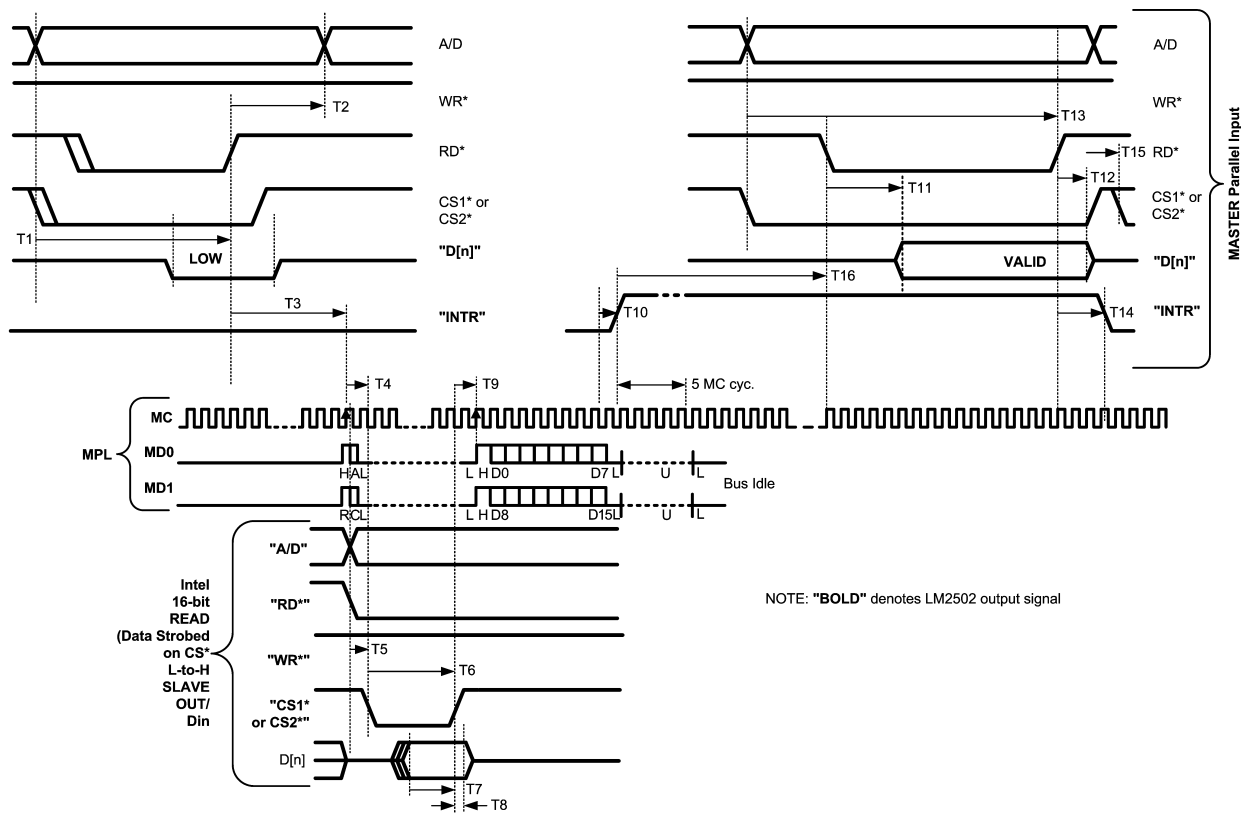 A/D
WR*
T2
RD*
CS1* or
CS2*
T1
LOW
"D[n]"
T3
"INTR"
A/D
WR*
T13
T15
RD*
T12
T11
CS1* or
CS2*
VALID
"D[n]"
T16
T10
T14
"INTR"
MASTER Parallel Input
T4
T9
5 MC cyc.
MPL
MC
MD0
H A L
L H D0
D7 L
U
L
MD1
R C L
L H D8
D15 L
U
L
Bus Idle
Intel
16-bit
READ
(Data Strobed
on CS*
L-to-H
SLAVE
OUT/
Din
"A/D"
"RD*"
"WR*"
T5
T6
"CS1*
or CS2*"
D[n]
T7
T8
NOTE: "BOLD" denotes LM2502 output signal